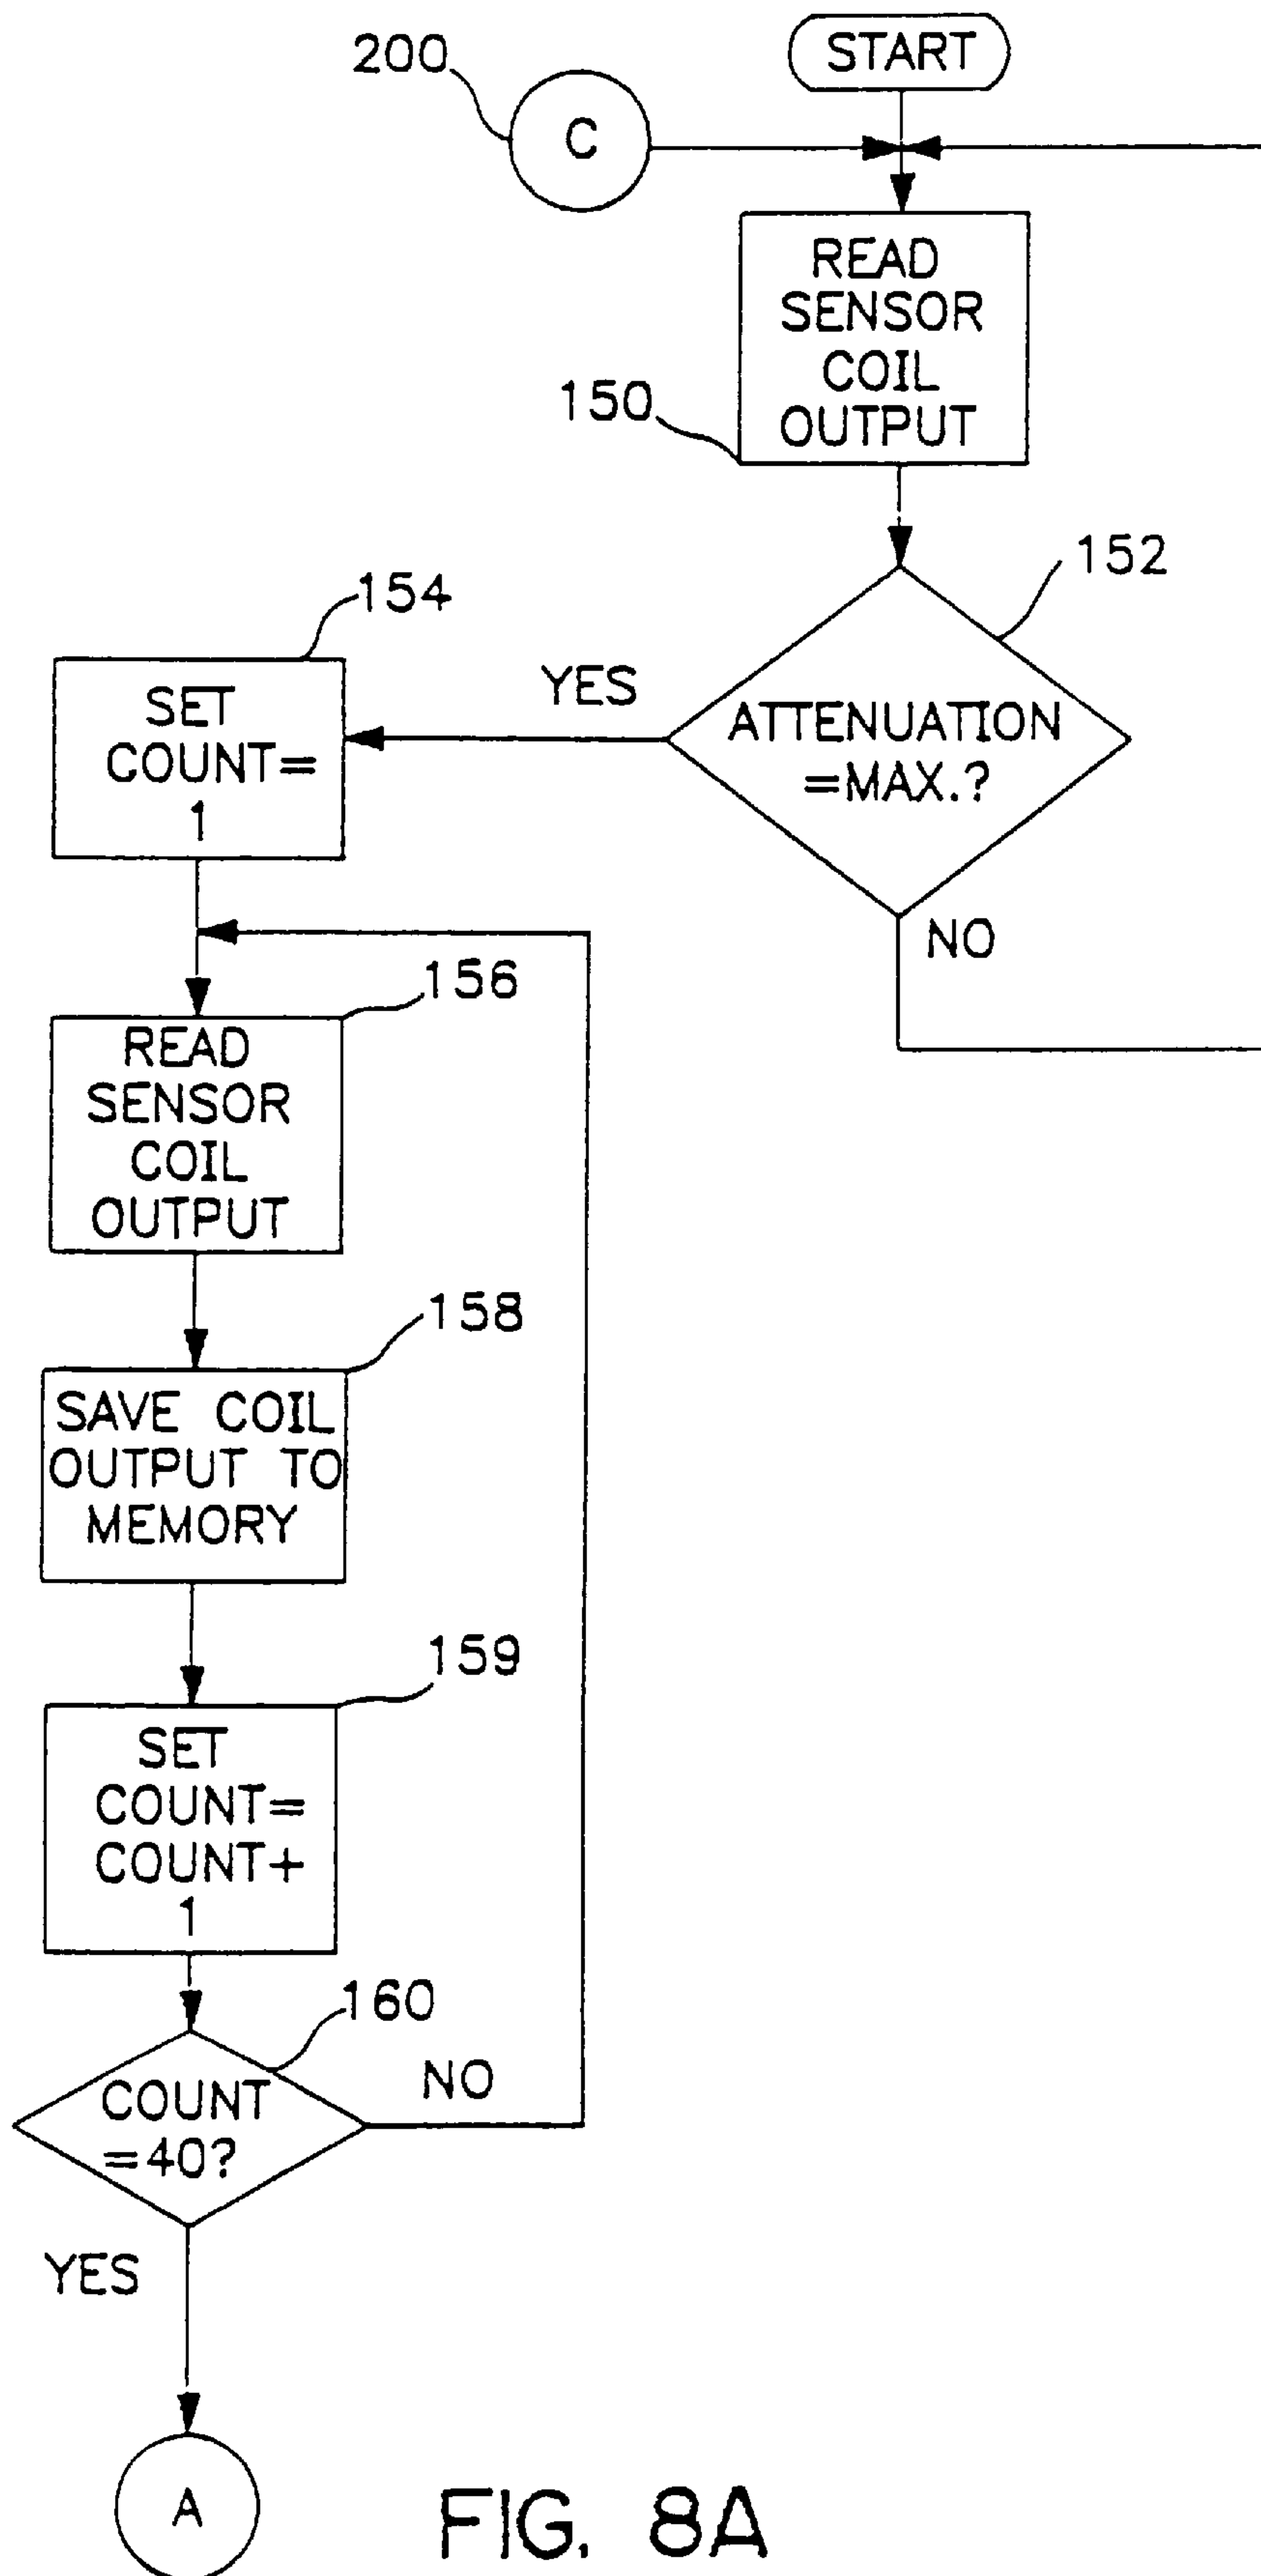 START
200
C
READ
SENSOR
COIL
OUTPUT
150
152
ATTENUATION
=MAX.?
YES
NO
154
SET
COUNT=
1
156
READ
SENSOR
COIL
OUTPUT
158
SAVE COIL
OUTPUT TO
MEMORY
159
SET
COUNT=
COUNT+
1
160
COUNT
=40?
NO
YES
A
FIG. 8A